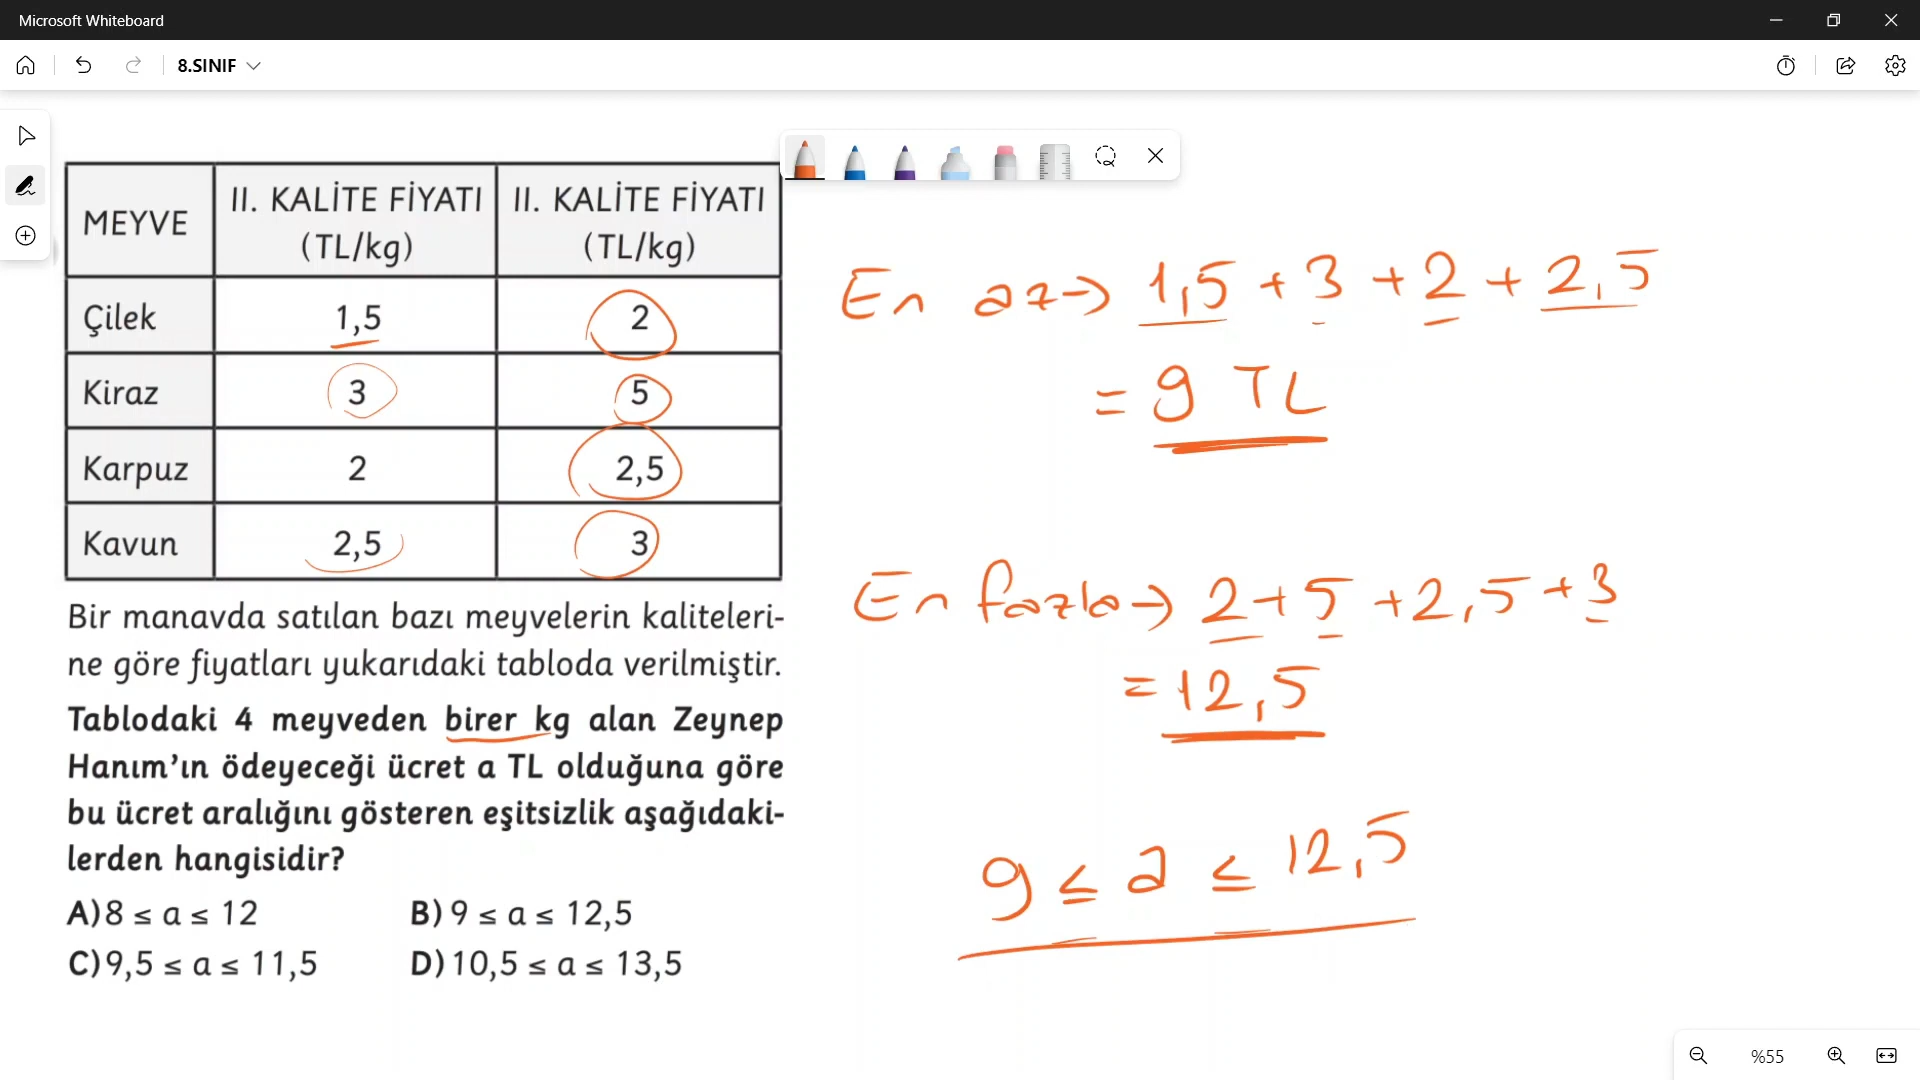 Microsoft Whiteboard
8.SINIF
MEYVE
II. KALİTE FİYATI
(TL/kg)
II. KALİTE FİYATI
(TL/kg)
Çilek 1,5 2
Kiraz 3 5
Karpuz 2 2,5
Kavun 2,5 3
Bir manavda satılan bazı meyvelerin kaliteleri-
ne göre fiyatları yukarıdaki tabloda verilmiştir.
Tablodaki 4 meyveden birer kg alan Zeynep
Hanım’ın ödeyeceği ücret a TL olduğuna göre
bu ücret aralığını gösteren eşitsizlik aşağıdaki-
lerden hangisidir?
A) 8 ≤ a ≤ 12 B) 9 ≤ a ≤ 12,5
C) 9,5 ≤ a ≤ 11,5 D) 10,5 ≤ a ≤ 13,5
En az → 1,5 + 3 + 2 + 2,5
= 9 TL
En fazla → 2 + 5 + 2,5 + 3
= 12,5
9 ≤ a ≤ 12,5
%55